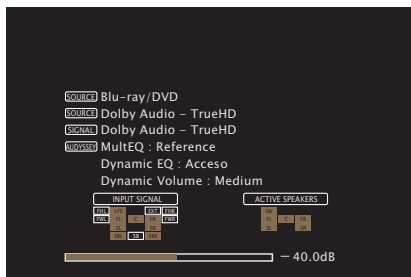 SOURCE Blu-ray/DVD
SOURCE Dolby Audio - TrueHD
SIGNAL Dolby Audio - TrueHD
AUDYSSEY MultEQ : Reference
Dynamic EQ : Acceso
Dynamic Volume : Medium
INPUT SIGNAL ACTIVE SPEAKERS
FHL LFE EXT FHR SW
FWL FL C FR FWR FL C FR
SL SR SL SR
SBL SB SBR
- 40.0dB